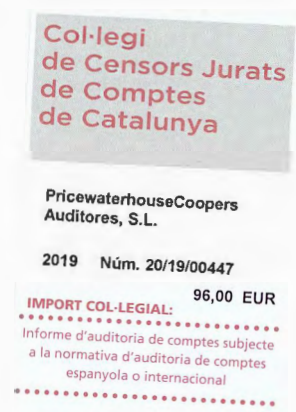 Col·legi
de Censors Jurats
de Comptes
de Catalunya
PricewaterhouseCoopers
Auditores, S.L.
2019 Núm. 20/19/00447
96,00 EUR
IMPORT COL·LEGIAL:
Informe d'auditoria de comptes subjecte
a la normativa d'auditoria de comptes
espanyola o internacional